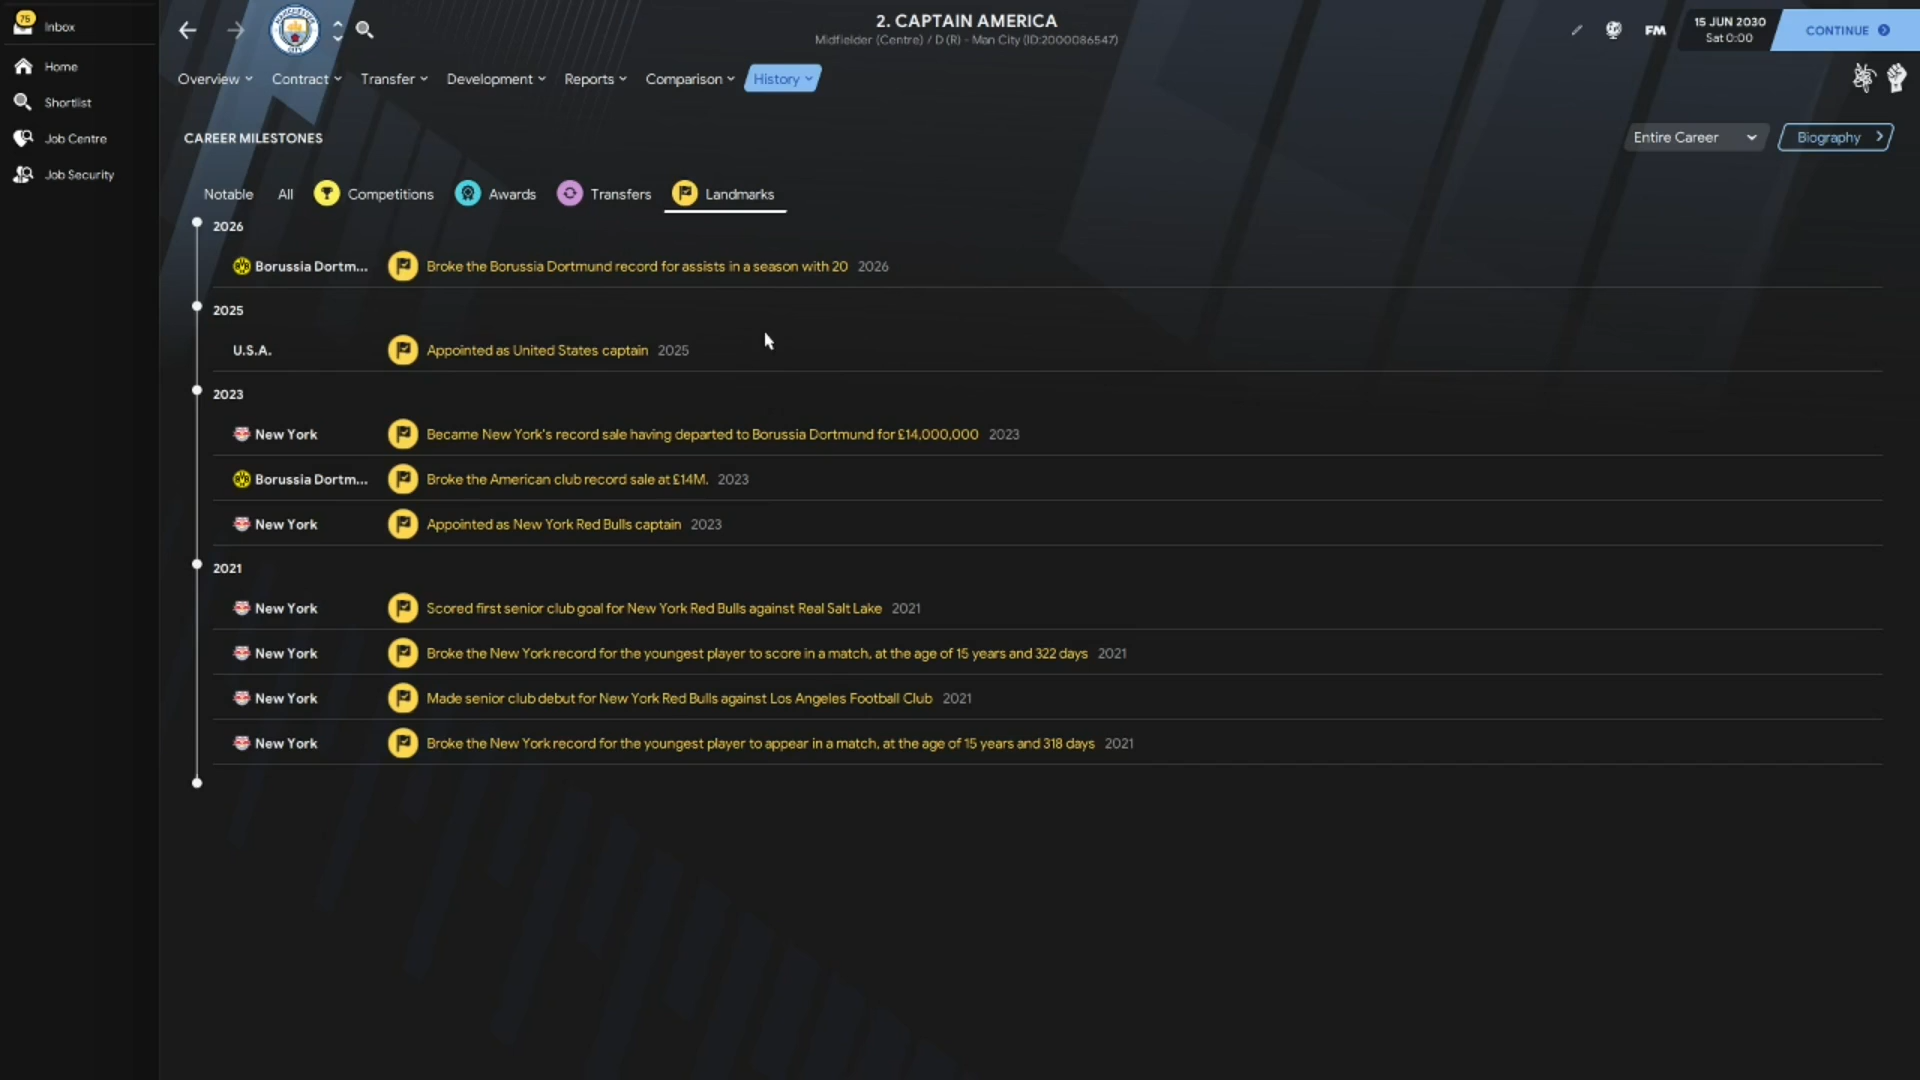 75
Inbox
Home
Shortlist
Job Centre
Job Security
2. CAPTAIN AMERICA
Midfielder (Centre) / D (R) - Man City (ID:2000086547)
FM
15 JUN 2030
Sat 0:00
CONTINUE
Overview
Contract
Transfer
Development
Reports
Comparison
History
CAREER MILESTONES
Entire Career
Biography
Notable
All
Competitions
Awards
Transfers
Landmarks
2026
Borussia Dortm... Broke the Borussia Dortmund record for assists in a season with 20 2026
2025
U.S.A. Appointed as United States captain 2025
2023
New York Became New York's record sale having departed to Borussia Dortmund for £14,000,000 2023
Borussia Dortm... Broke the American club record sale at £14M. 2023
New York Appointed as New York Red Bulls captain 2023
2021
New York Scored first senior club goal for New York Red Bulls against Real Salt Lake 2021
New York Broke the New York record for the youngest player to score in a match, at the age of 15 years and 322 days 2021
New York Made senior club debut for New York Red Bulls against Los Angeles Football Club 2021
New York Broke the New York record for the youngest player to appear in a match, at the age of 15 years and 318 days 2021